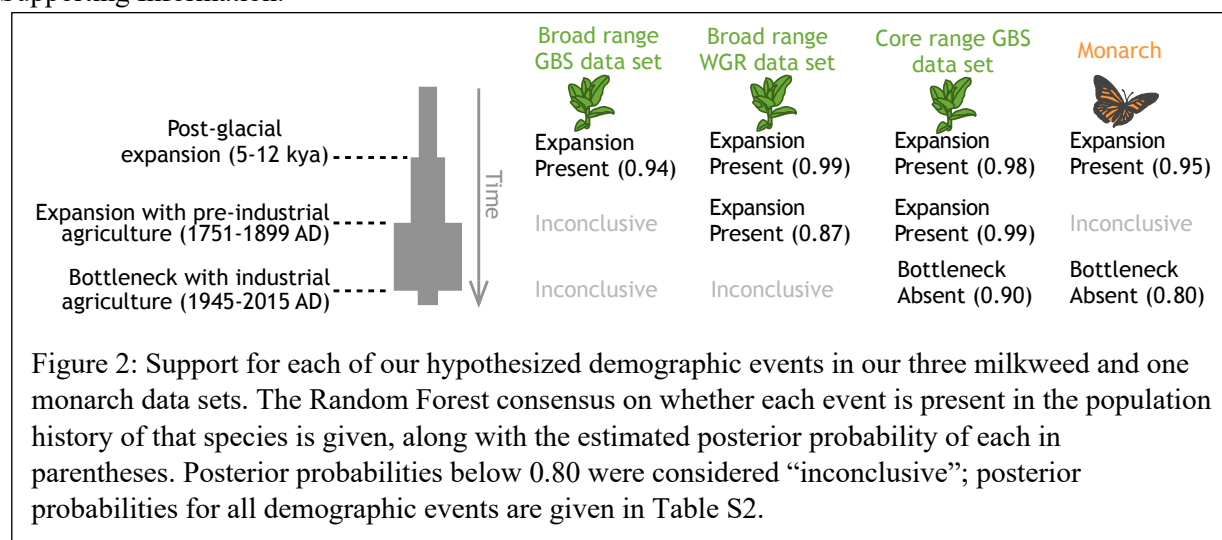 Supporting Information.
Broad range
GBS data set
Broad range
WGR data set
Core range GBS
data set
Monarch
Time
Post-glacial
expansion (5-12 kya)
Expansion
Present (0.94)
Expansion
Present (0.99)
Expansion
Present (0.98)
Expansion
Present (0.95)
Expansion with pre-industrial
agriculture (1751-1899 AD)
Inconclusive
Expansion
Present (0.87)
Expansion
Present (0.99)
Inconclusive
Bottleneck with industrial
agriculture (1945-2015 AD)
Inconclusive
Inconclusive
Bottleneck
Absent (0.90)
Bottleneck
Absent (0.80)
Figure 2: Support for each of our hypothesized demographic events in our three milkweed and one
monarch data sets. The Random Forest consensus on whether each event is present in the population
history of that species is given, along with the estimated posterior probability of each in
parentheses. Posterior probabilities below 0.80 were considered “inconclusive”; posterior
probabilities for all demographic events are given in Table S2.